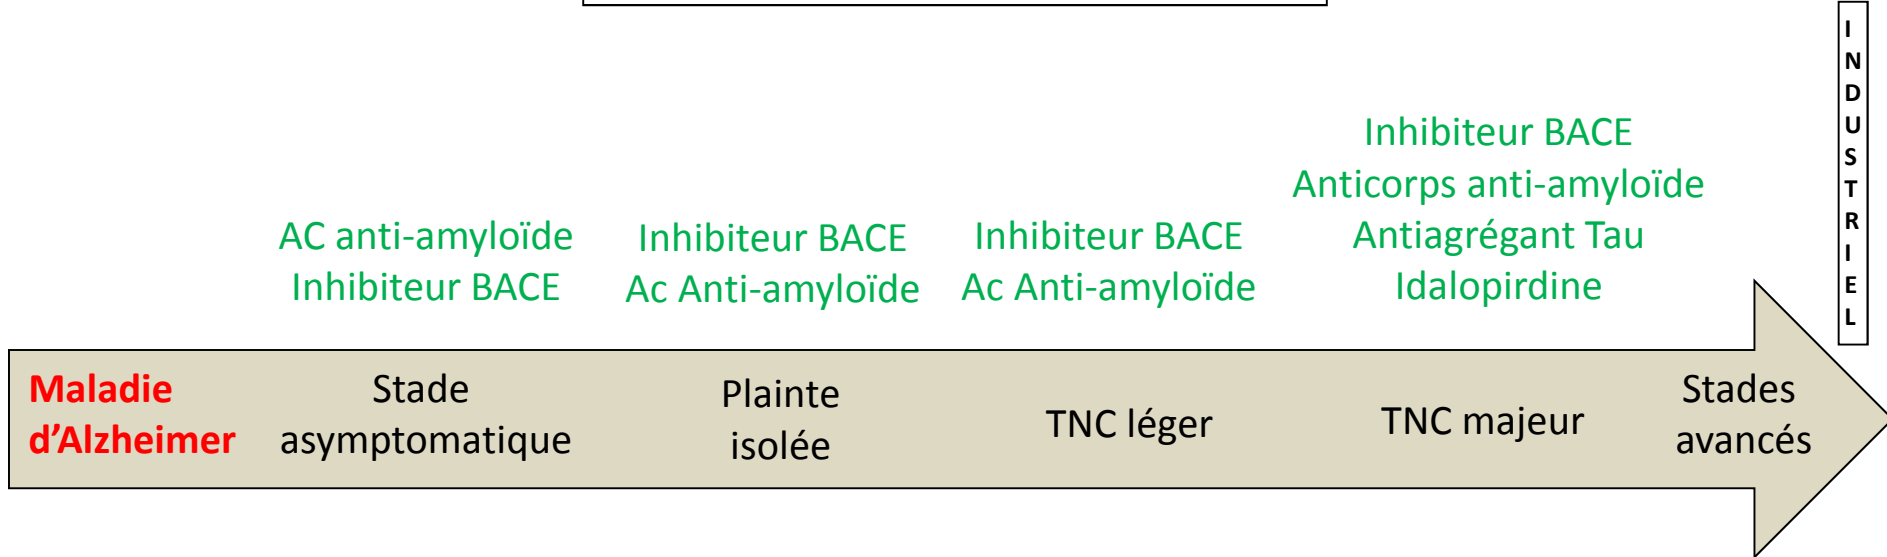 INDUSTRIEL
Inhibiteur BACE
Anticorps anti-amyloïde
Antiagrégant Tau
Idalopirdine
AC anti-amyloïde
Inhibiteur BACE
Inhibiteur BACE
Ac Anti-amyloïde
Inhibiteur BACE
Ac Anti-amyloïde
Maladie
d'Alzheimer
Stade
asymptomatique
Plainte
isolée
TNC léger
TNC majeur
Stades
avancés